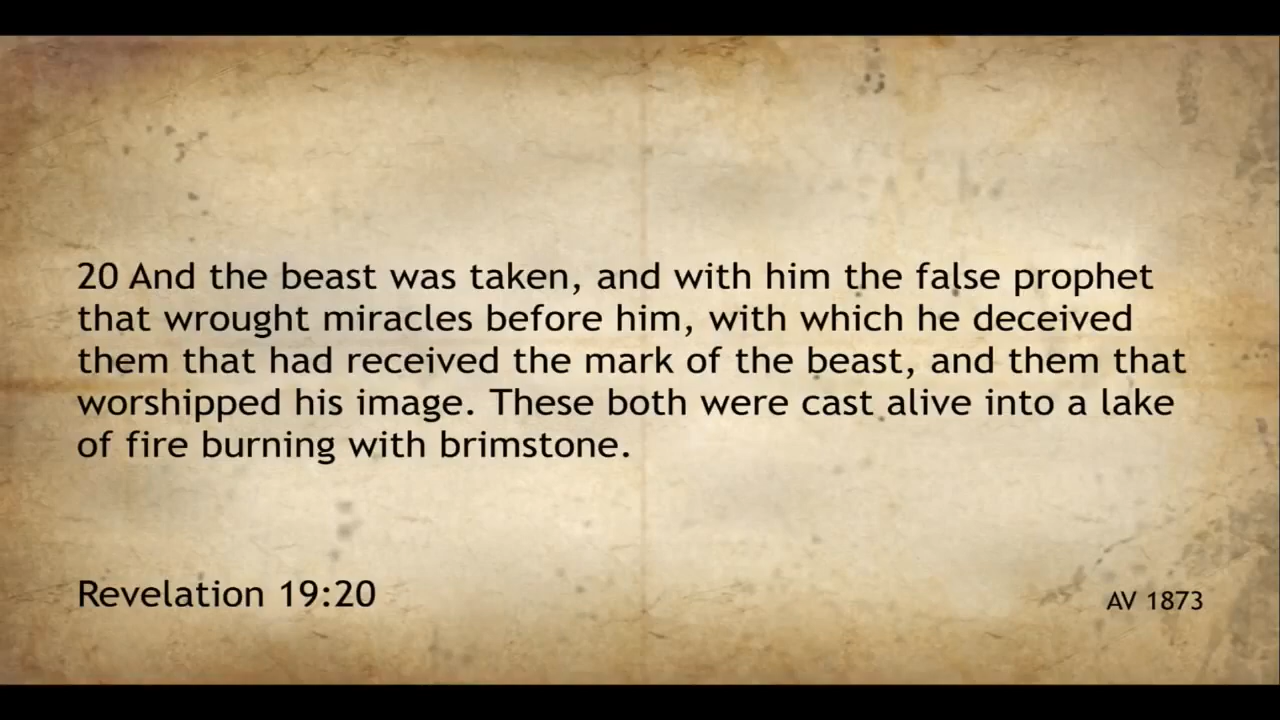 20 And the beast was taken, and with him the false prophet
that wrought miracles before him, with which he deceived
them that had received the mark of the beast, and them that
worshipped his image. These both were cast alive into a lake
of fire burning with brimstone.
Revelation 19:20
AV 1873